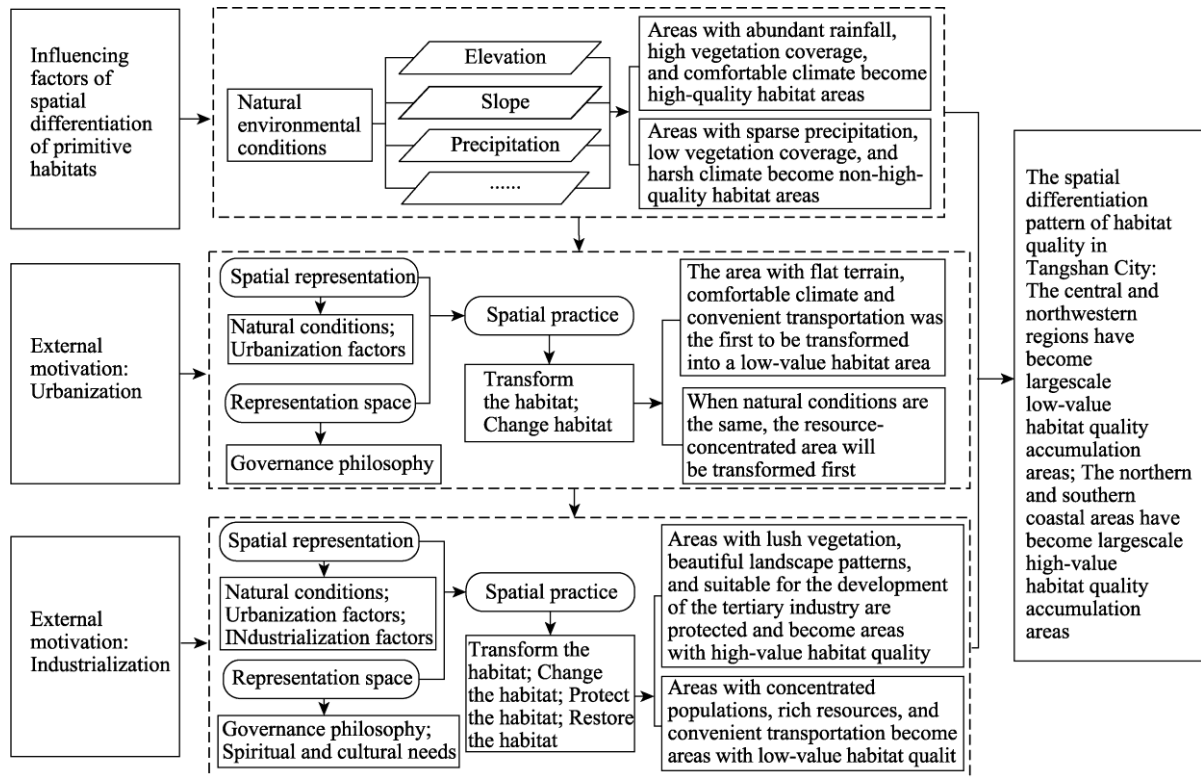 Influencing
factors of
spatial
differentiation
of primitive
habitats
Natural
environmental
conditions
Elevation
Slope
Precipitation
......
Areas with abundant rainfall,
high vegetation coverage,
and comfortable climate become
high-quality habitat areas
Areas with sparse precipitation,
low vegetation coverage, and
harsh climate become non-high-
quality habitat areas
External
motivation:
Urbanization
Spatial representation
Natural conditions;
Urbanization factors
Representation space
Governance philosophy
Spatial practice
Transform
the habitat;
Change habitat
The area with flat terrain,
comfortable climate and
convenient transportation was
the first to be transformed
into a low-value habitat area
When natural conditions are
the same, the resource-
concentrated area will
be transformed first
External
motivation:
Industrialization
Spatial representation
Natural conditions;
Urbanization factors;
INdustrialization factors
Representation space
Governance philosophy;
Spiritual and cultural needs
Spatial practice
Transform the
habitat; Change
the habitat; Protect
the habitat; Restore
the habitat
Areas with lush vegetation,
beautiful landscape patterns,
and suitable for the development
of the tertiary industry are
protected and become areas
with high-value habitat quality
Areas with concentrated
populations, rich resources, and
convenient transportation become
areas with low-value habitat qualit
The spatial
differentiation
pattern of habitat
quality in
Tangshan City:
The central and
northwestern
regions have
become
largescale
low-value
habitat quality
accumulation
areas; The northern
and southern
coastal areas have
become largescale
high-value
habitat quality
accumulation
areas